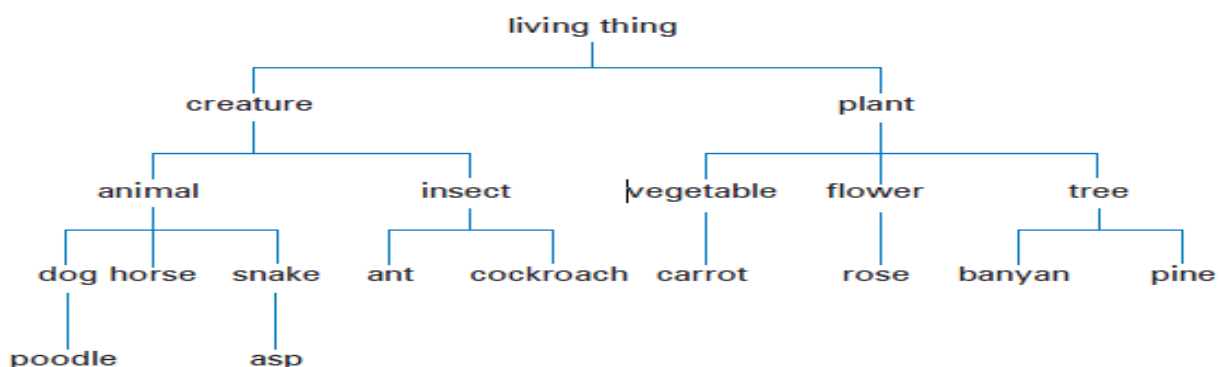 living thing
creature plant
animal insect vegetable flower tree
dog horse snake ant cockroach carrot rose banyan pine
poodle asp